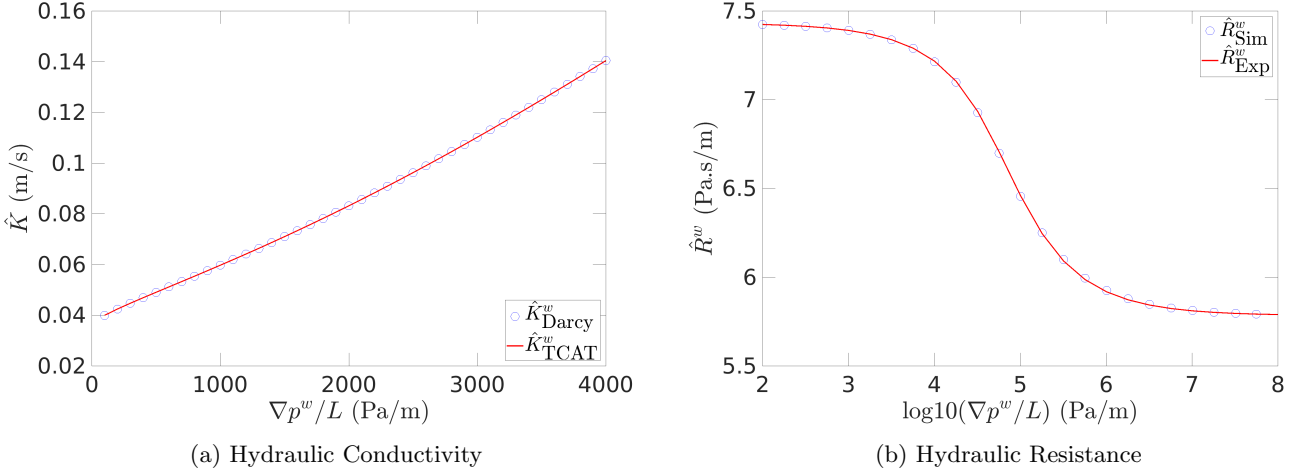 0.16
0.14
0.12
0.1
0.08
0.06
0.04
0.02
K̂ (m/s)
K̂ʷ_Darcy
K̂ʷ_TCAT
0 1000 2000 3000 4000
∇pʷ/L (Pa/m)
(a) Hydraulic Conductivity
7.5
7
6.5
6
5.5
R̂ʷ (Pa.s/m)
R̂ʷ_Sim
R̂ʷ_Exp
2 3 4 5 6 7 8
log10(∇pʷ/L) (Pa/m)
(b) Hydraulic Resistance